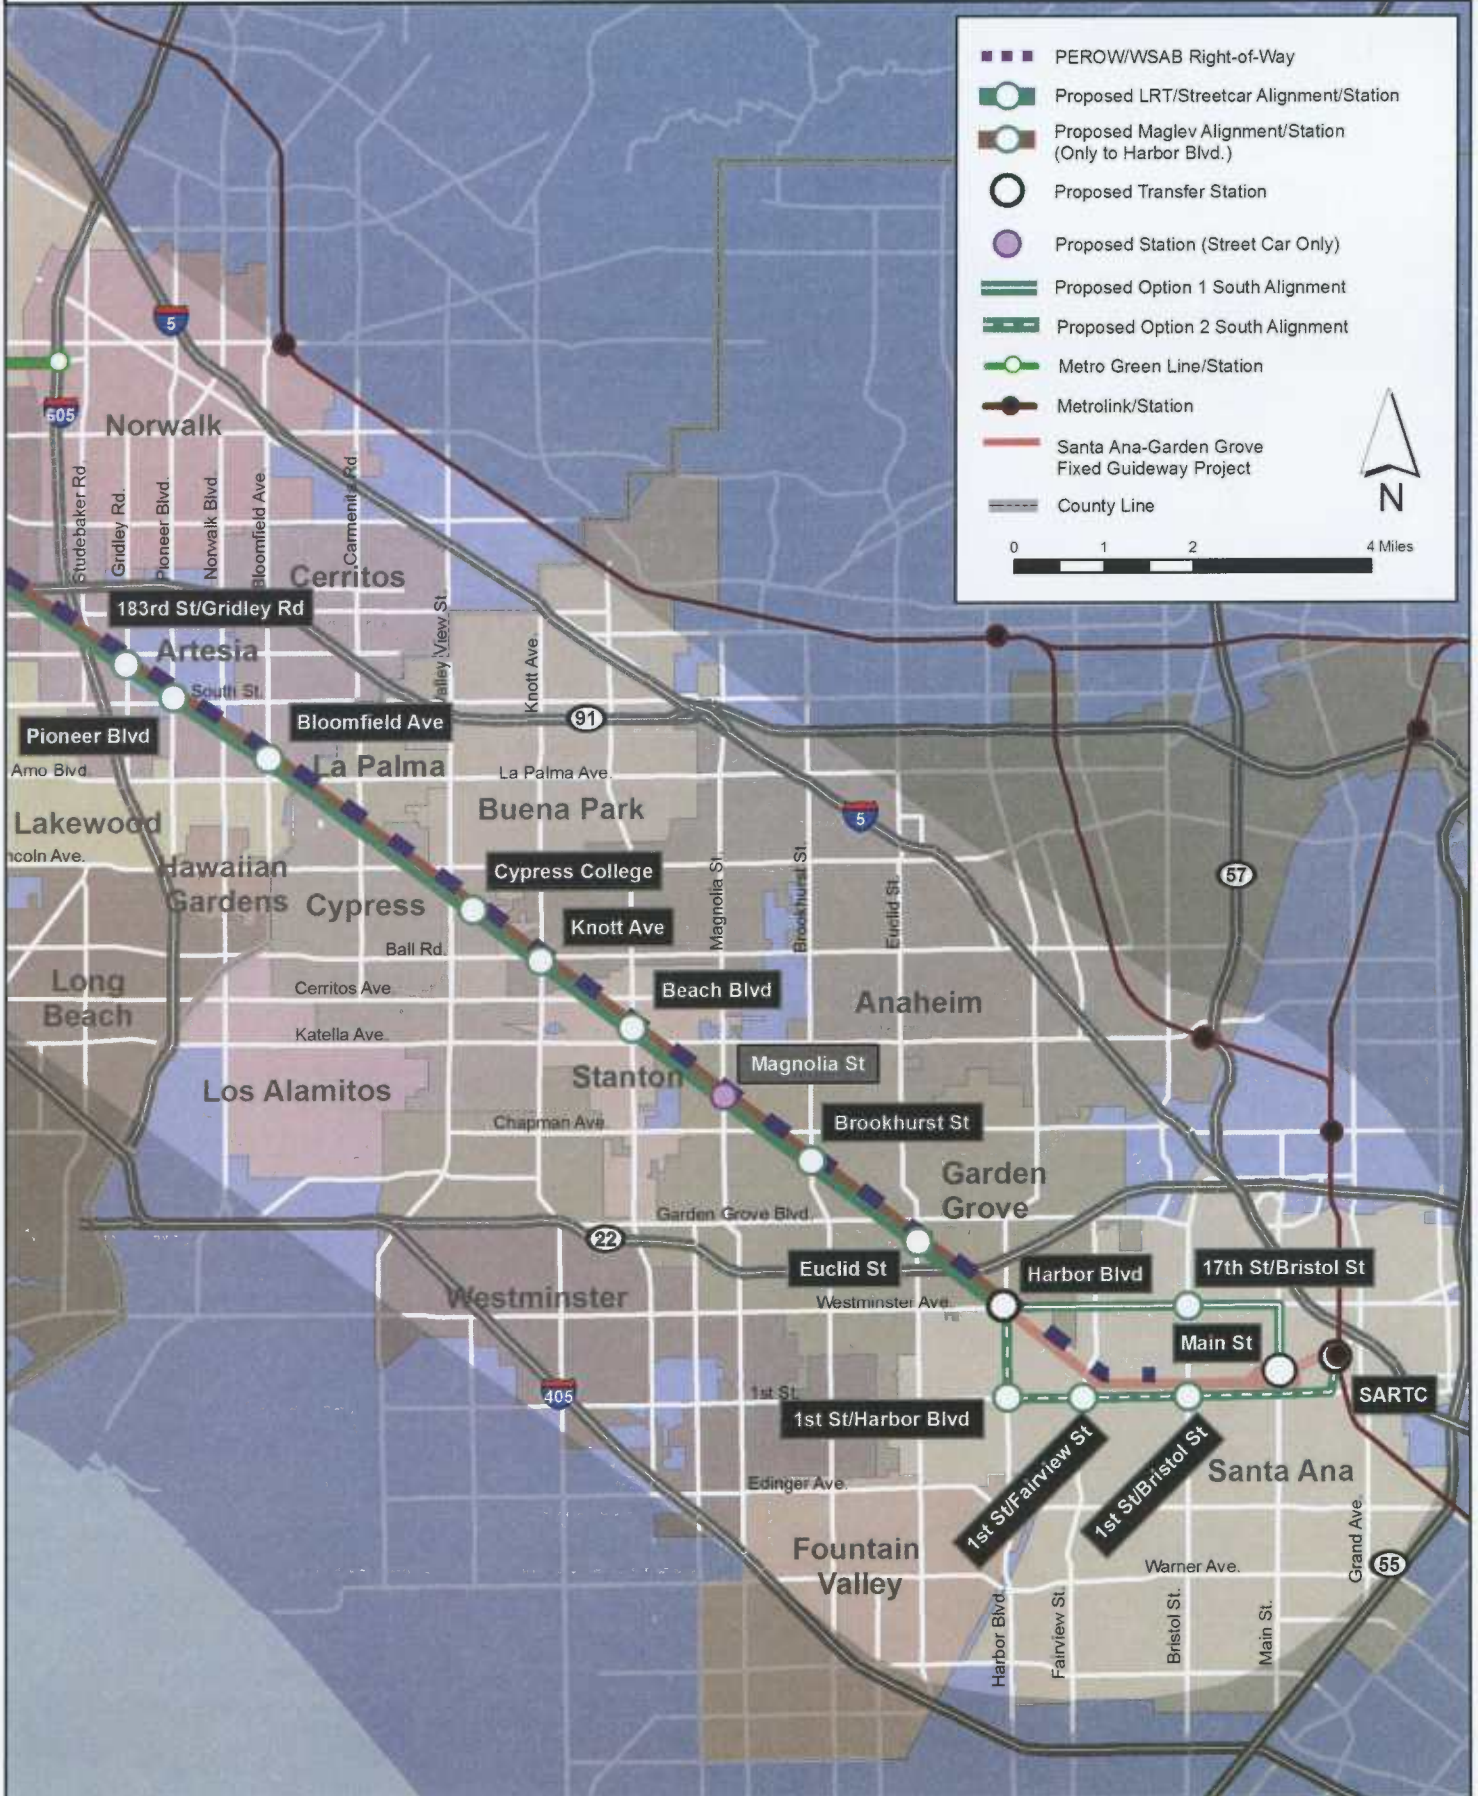 PEROW/WSAB Right-of-Way
Proposed LRT/Streetcar Alignment/Station
Proposed Maglev Alignment/Station
(Only to Harbor Blvd.)
Proposed Transfer Station
Proposed Station (Street Car Only)
Proposed Option 1 South Alignment
Proposed Option 2 South Alignment
Metro Green Line/Station
Metrolink/Station
Santa Ana-Garden Grove
Fixed Guideway Project
County Line
N
0 1 2 4 Miles
5
605
Norwalk
Studebaker Rd.
Gridley Rd.
Pioneer Blvd.
Norwalk Blvd.
Bloomfield Ave.
Carmenita Rd
Cerritos
183rd St/Gridley Rd
Valley View St.
Knott Ave.
Artesia
South St.
Pioneer Blvd
Bloomfield Ave
91
La Palma
Arno Blvd.
La Palma Ave.
Buena Park
Lakewood
5
ncoln Ave.
Hawaiian
Gardens
Cypress College
Magnolia St.
Brookhurst St.
Euclid St.
57
Cypress
Knott Ave
Ball Rd.
Long
Beach
Cerritos Ave.
Beach Blvd
Anaheim
Katella Ave.
Magnolia St
Stanton
Los Alamitos
Chapman Ave.
Brookhurst St
Garden
Grove
Garden Grove Blvd.
22
Euclid St
Harbor Blvd
17th St/Bristol St
Westminster
Westminster Ave.
Main St
405
1st St.
SARTC
1st St/Harbor Blvd
1st St/Fairview St
1st St/Bristol St
Santa Ana
Edinger Ave.
Fountain
Valley
Grand Ave.
55
Warner Ave.
Harbor Blvd.
Fairview St.
Bristol St.
Main St.